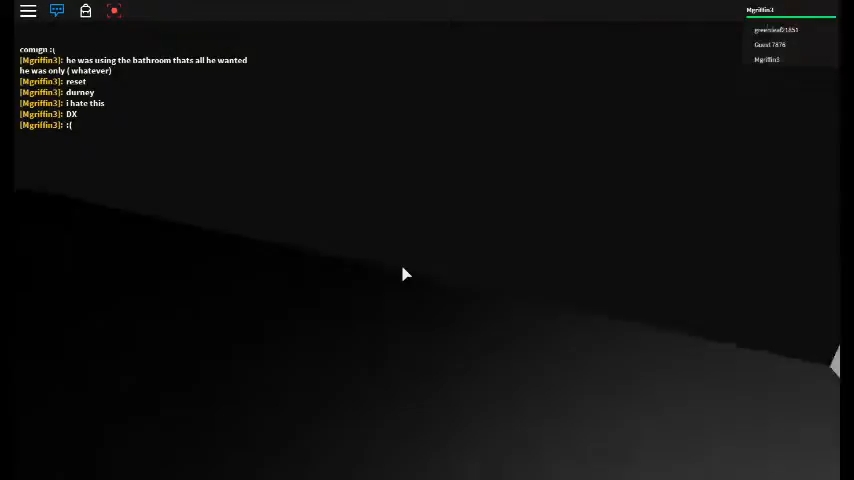 Mgriffin3
greenleaf21851
Guest 7876
Mgriffin3
comign :(
[Mgriffin3]: he was using the bathroom thats all he wanted
he was only ( whatever)
[Mgriffin3]: reset
[Mgriffin3]: durney
[Mgriffin3]: i hate this
[Mgriffin3]: DX
[Mgriffin3]: :(